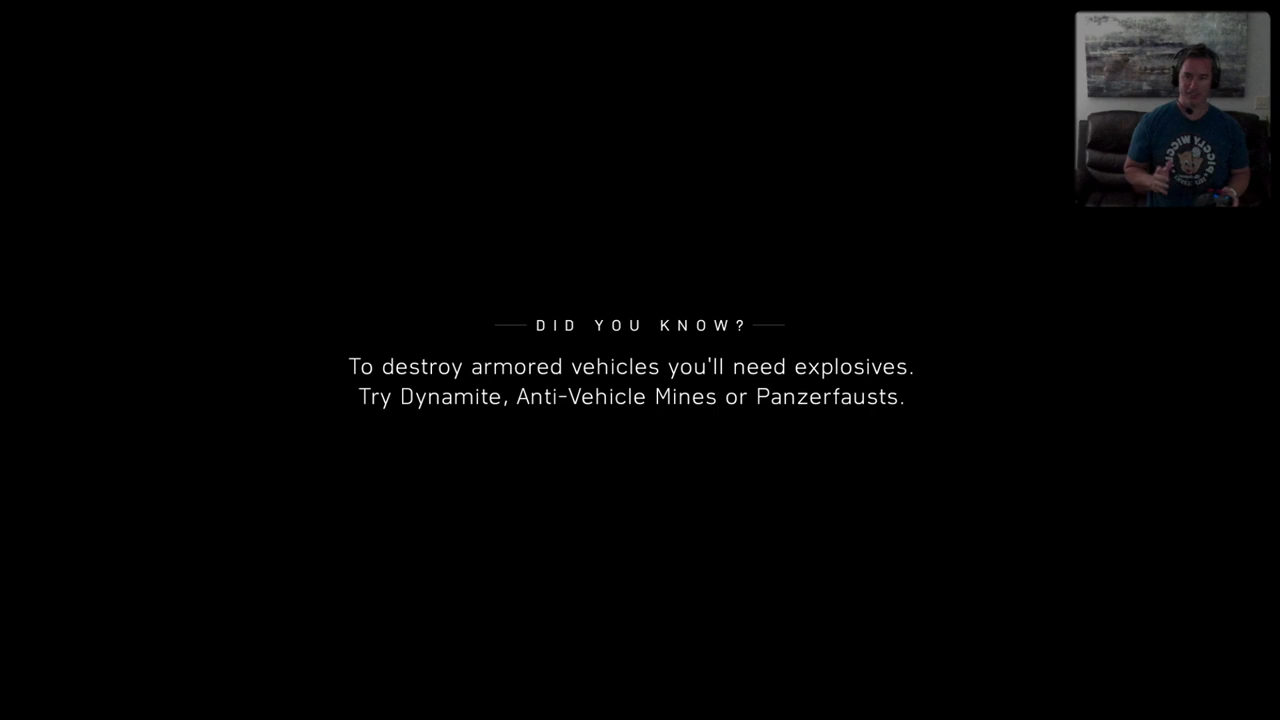 DID YOU KNOW?
To destroy armored vehicles you'll need explosives.
Try Dynamite, Anti-Vehicle Mines or Panzerfausts.